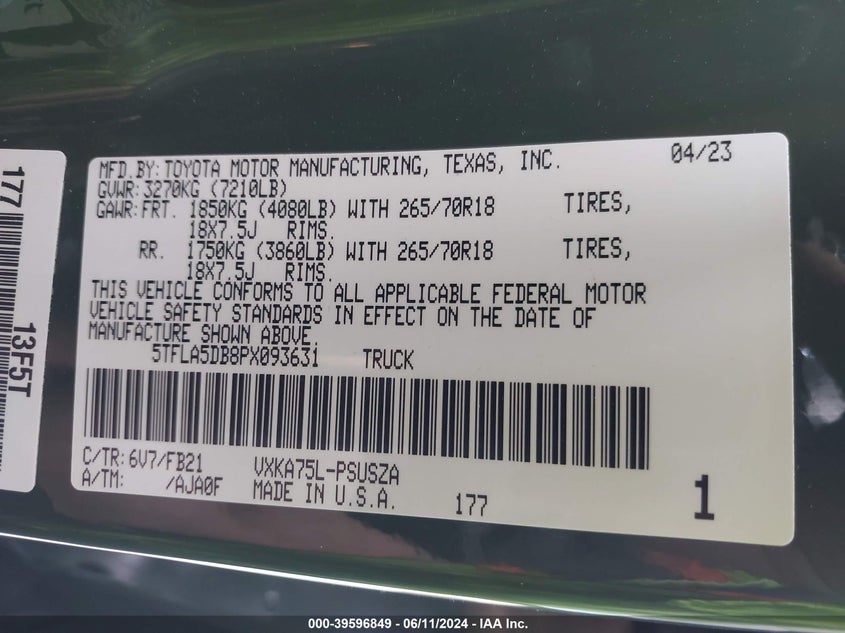 MFD.BY: TOYOTA MOTOR MANUFACTURING, TEXAS, INC. 04/23
GVWR: 3270KG (7210LB)
GAWR: FRT. 1850KG (4080LB) WITH 265/70R18 TIRES,
18X7.5J RIMS.
RR. 1750KG (3860LB) WITH 265/70R18 TIRES,
18X7.5J RIMS.
THIS VEHICLE CONFORMS TO ALL APPLICABLE FEDERAL MOTOR
VEHICLE SAFETY STANDARDS IN EFFECT ON THE DATE OF
MANUFACTURE SHOWN ABOVE.
5TFLA5DB8PX093631 TRUCK
C/TR: 6V7/FB21 VXKA75L-PSUSZA
A/TM: /AJA0F MADE IN U.S.A. 177 1
177
13F5T
000-39596849 / 06/11/2024 - IAA Inc.